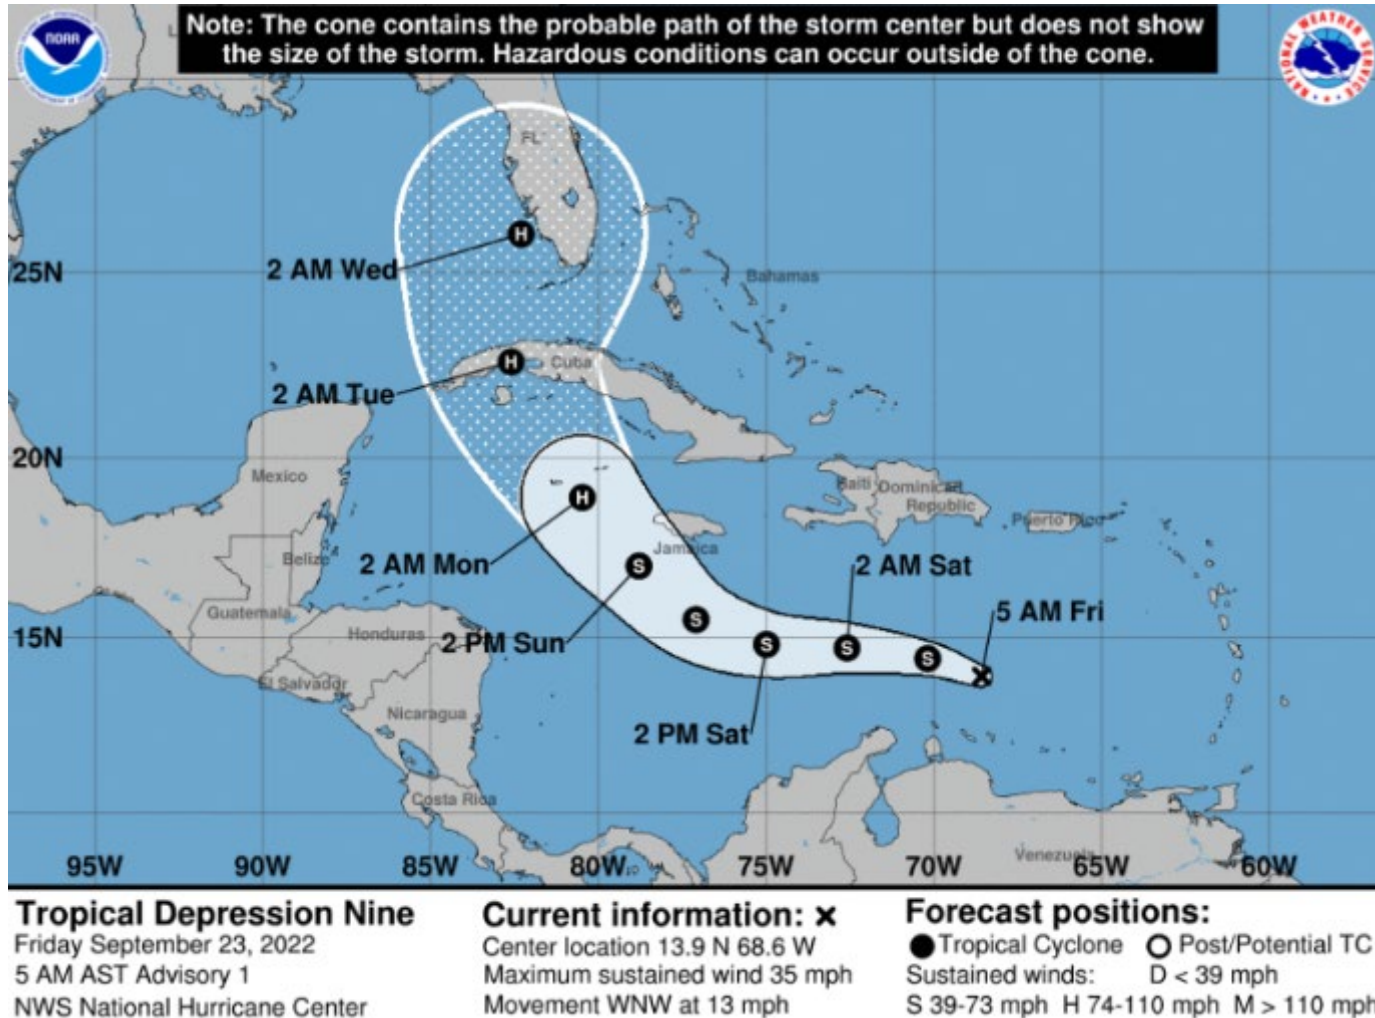 Note: The cone contains the probable path of the storm center but does not show
the size of the storm. Hazardous conditions can occur outside of the cone.
NOAA
NATIONAL WEATHER SERVICE
FL
H
2 AM Wed
25N
Bahamas
H
Cuba
2 AM Tue
20N
Mexico
Haiti
Dominican
Republic
H
Puerto Rico
Jamaica
Belize
2 AM Mon
S
2 AM Sat
Guatemala
5 AM Fri
Honduras
S
15N
2 PM Sun
S
S
S
El Salvador
Nicaragua
2 PM Sat
Costa Rica
Venezuela
95W 90W 85W 80W 75W 70W 65W 60W
Tropical Depression Nine
Friday September 23, 2022
5 AM AST Advisory 1
NWS National Hurricane Center
Current information: x
Center location 13.9 N 68.6 W
Maximum sustained wind 35 mph
Movement WNW at 13 mph
Forecast positions:
Tropical Cyclone Post/Potential TC
Sustained winds: D < 39 mph
S 39-73 mph H 74-110 mph M > 110 mph